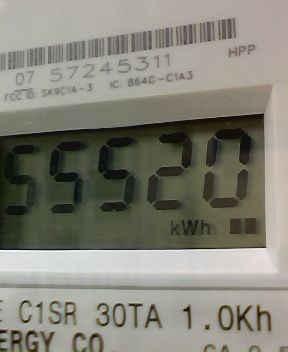 07 57245311
HPP
FCC ID: SK9C1A-3 IC: 864G-C1A3
55520
kWh
C1SR 30TA 1.0Kh
ERGY CO